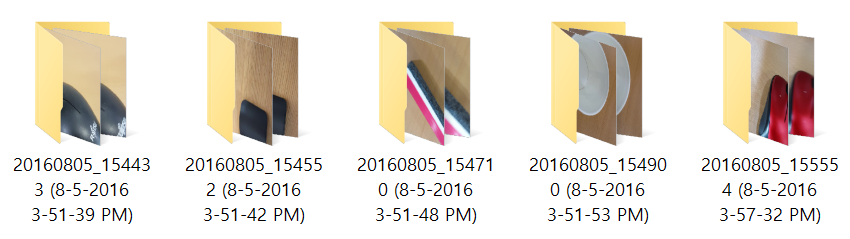 20160805_15443
3 (8-5-2016
3-51-39 PM)
20160805_15455
2 (8-5-2016
3-51-42 PM)
20160805_15471
0 (8-5-2016
3-51-48 PM)
20160805_15490
0 (8-5-2016
3-51-53 PM)
20160805_15555
4 (8-5-2016
3-57-32 PM)